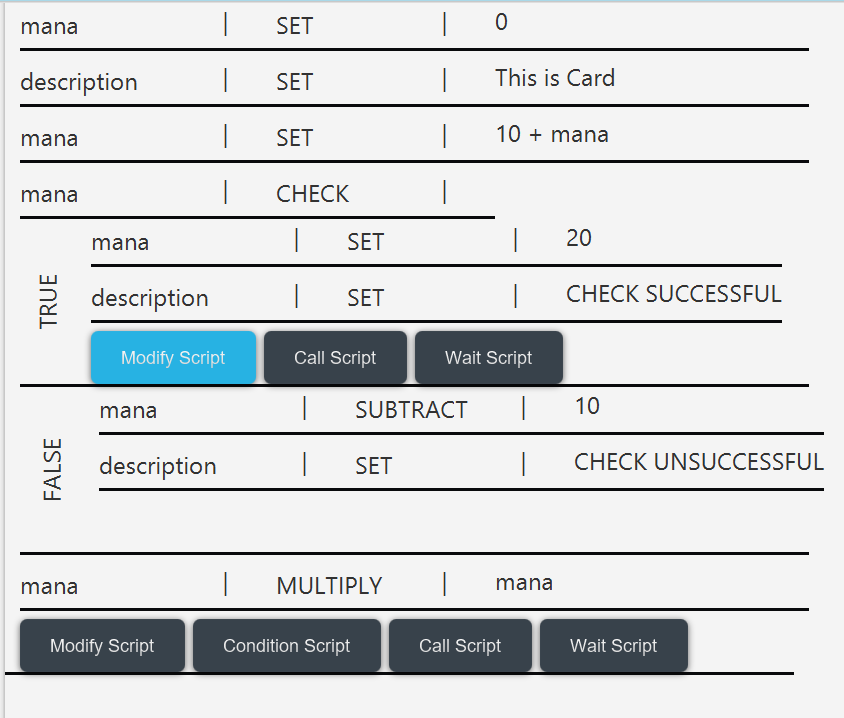 mana | SET | 0
description | SET | This is Card
mana | SET | 10 + mana
mana | CHECK |
TRUE
mana | SET | 20
description | SET | CHECK SUCCESSFUL
Modify Script Call Script Wait Script
FALSE
mana | SUBTRACT | 10
description | SET | CHECK UNSUCCESSFUL
mana | MULTIPLY | mana
Modify Script Condition Script Call Script Wait Script